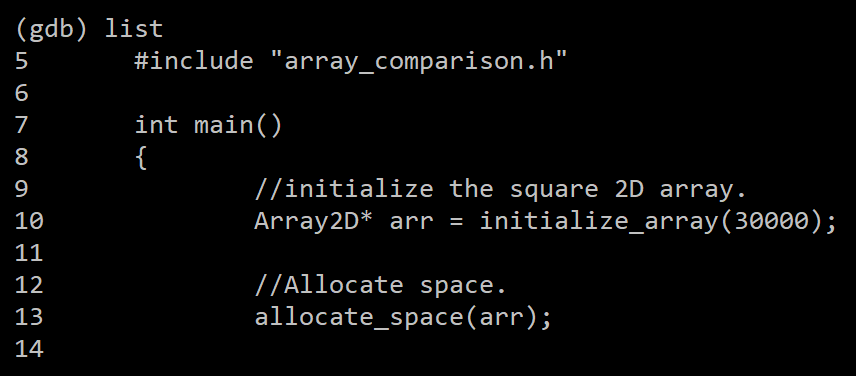 (gdb) list
5       #include "array_comparison.h"
6
7       int main()
8       {
9               //initialize the square 2D array.
10              Array2D* arr = initialize_array(30000);
11
12              //Allocate space.
13              allocate_space(arr);
14